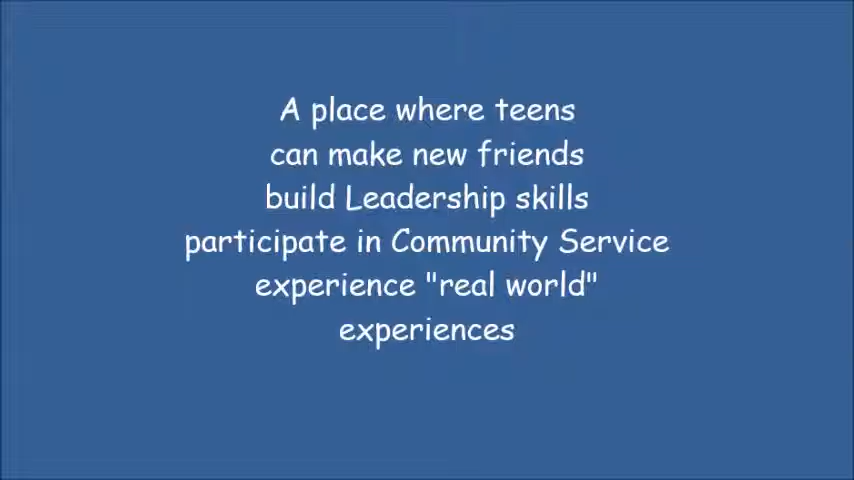 A place where teens
can make new friends
build Leadership skills
participate in Community Service
experience "real world"
experiences